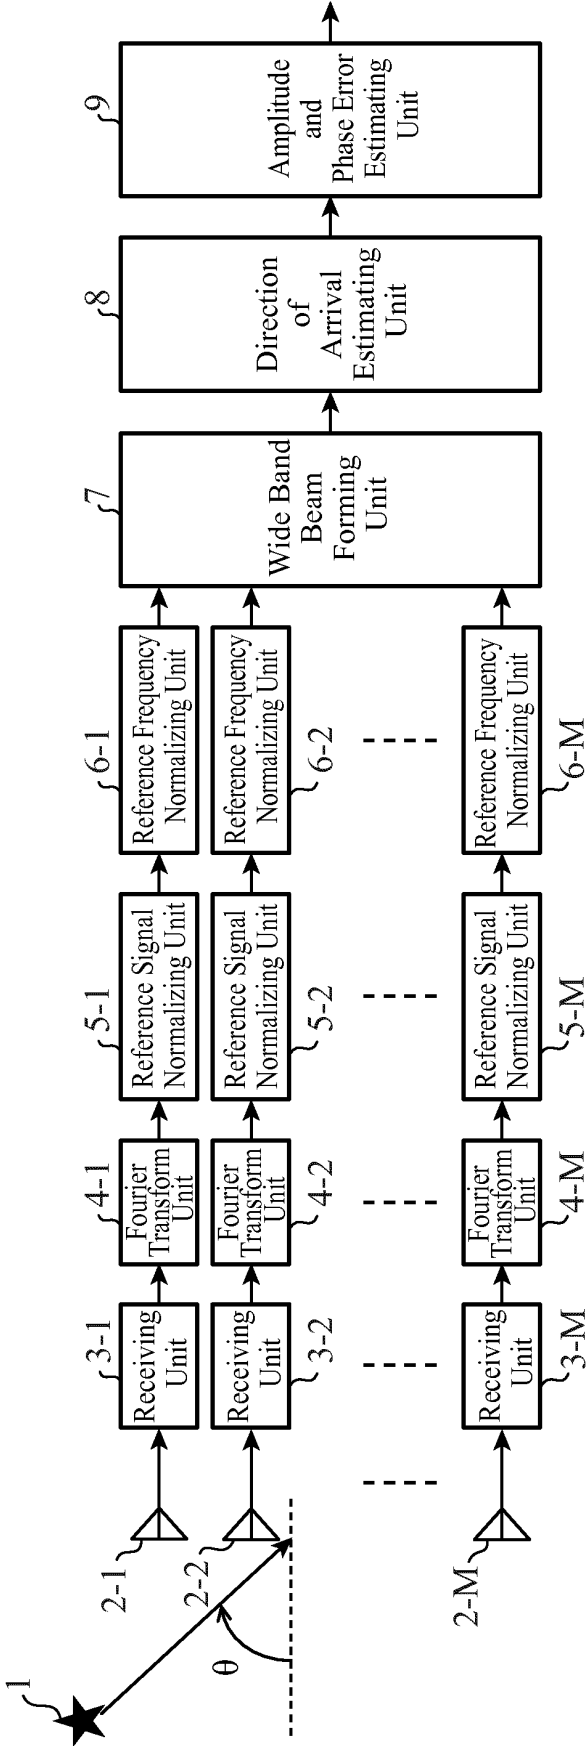 1
θ
2-1
2-2
2-M
3-1
Receiving
Unit
Receiving
Unit
3-2
Receiving
Unit
3-M
4-1
Fourier
Transform
Unit
Fourier
Transform
Unit
4-2
Fourier
Transform
Unit
4-M
5-1
Reference Signal
Normalizing Unit
Reference Signal
Normalizing Unit
5-2
Reference Signal
Normalizing Unit
5-M
6-1
Reference Frequency
Normalizing Unit
Reference Frequency
Normalizing Unit
6-2
Reference Frequency
Normalizing Unit
6-M
7
Wide Band
Beam
Forming
Unit
8
Direction
of
Arrival
Estimating
Unit
9
Amplitude
and
Phase Error
Estimating
Unit